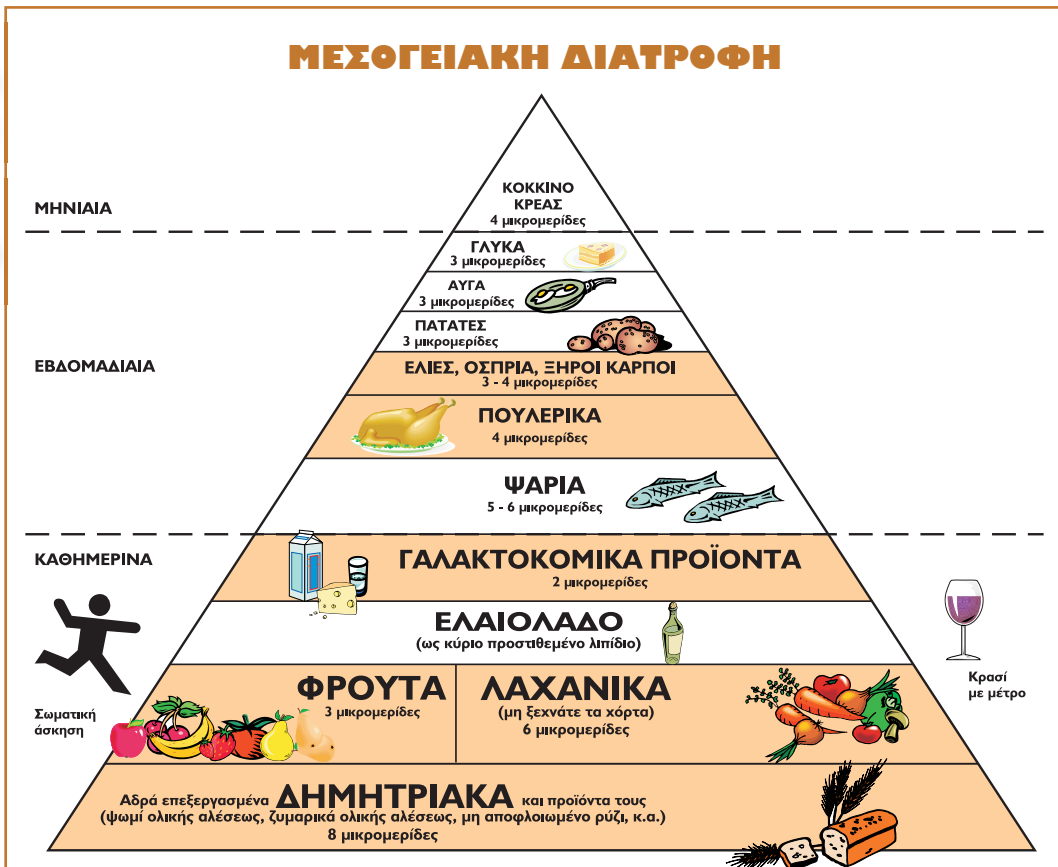 ΜΕΣΟΓΕΙΑΚΗ ΔΙΑΤΡΟΦΗ
ΜΗΝΙΑΙΑ
ΚΟΚΚΙΝΟ
ΚΡΕΑΣ
4 μικρομερίδες
ΕΒΔΟΜΑΔΙΑΙΑ
ΓΛΥΚΑ
3 μικρομερίδες
ΑΥΓΑ
3 μικρομερίδες
ΠΑΤΑΤΕΣ
3 μικρομερίδες
ΕΛΙΕΣ, ΟΣΠΡΙΑ, ΞΗΡΟΙ ΚΑΡΠΟΙ
3 - 4 μικρομερίδες
ΠΟΥΛΕΡΙΚΑ
4 μικρομερίδες
ΨΑΡΙΑ
5 - 6 μικρομερίδες
ΚΑΘΗΜΕΡΙΝΑ
ΓΑΛΑΚΤΟΚΟΜΙΚΑ ΠΡΟΪΟΝΤΑ
2 μικρομερίδες
ΕΛΑΙΟΛΑΔΟ
(ως κύριο προστιθεμένο λιπίδιο)
ΦΡΟΥΤΑ
3 μικρομερίδες
ΛΑΧΑΝΙΚΑ
(μη ξεχνάτε τα χόρτα)
6 μικρομερίδες
Σωματική
άσκηση
Κρασί
με μέτρο
Αδρά επεξεργασμένα ΔΗΜΗΤΡΙΑΚΑ και προϊόντα τους
(ψωμί ολικής αλέσεως, ζυμαρικά ολικής αλέσεως, μη αποφλοιωμένο ρύζι, κ.α.)
8 μικρομερίδες